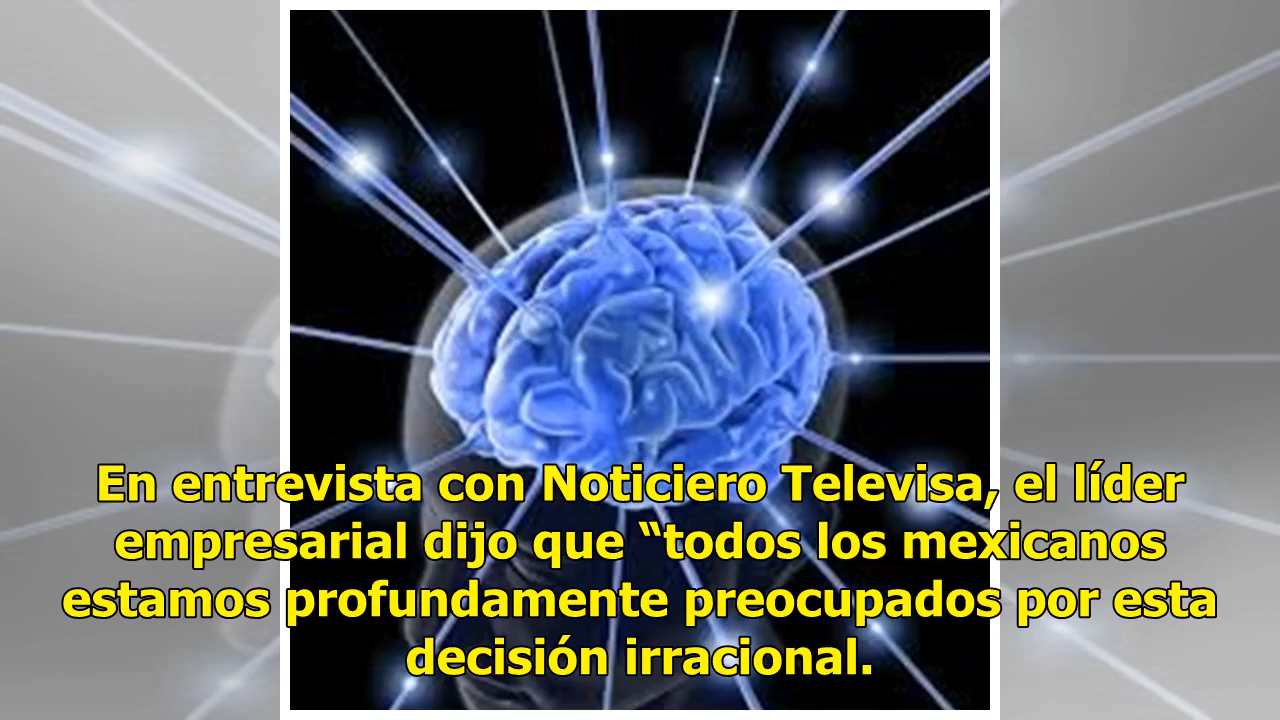 En entrevista con Noticiero Televisa, el líder
empresarial dijo que “todos los mexicanos
estamos profundamente preocupados por esta
decisión irracional.